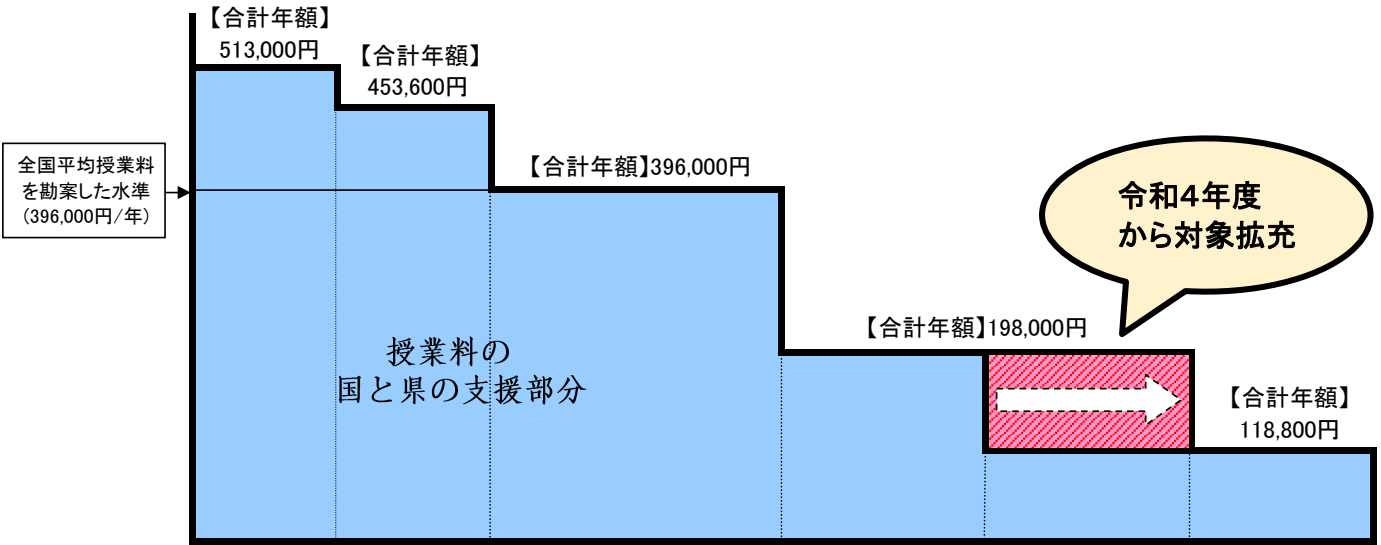 【合計年額】
513,000円
【合計年額】
453,600円
全国平均授業料
を勘案した水準
(396,000円/年)
【合計年額】396,000円
令和4年度
から対象拡充
【合計年額】198,000円
授業料の
国と県の支援部分
【合計年額】
118,800円